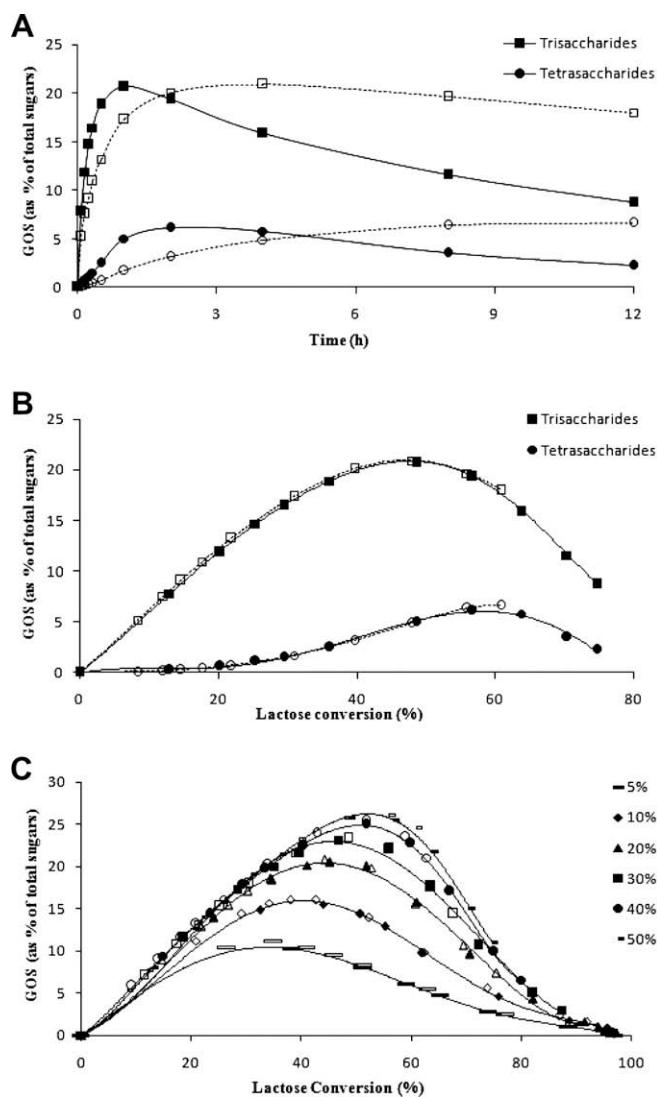 A
25
20
15
10
5
0
GOS (as % of total sugars)
Trisaccharides
Tetrasaccharides
0 3 6 9 12
Time (h)
B
25
20
15
10
5
0
GOS (as % of total sugars)
Trisaccharides
Tetrasaccharides
0 20 40 60 80
Lactose conversion (%)
C
30
25
20
15
10
5
0
GOS (as % of total sugars)
5%
10%
20%
30%
40%
50%
0 20 40 60 80 100
Lactose Conversion (%)